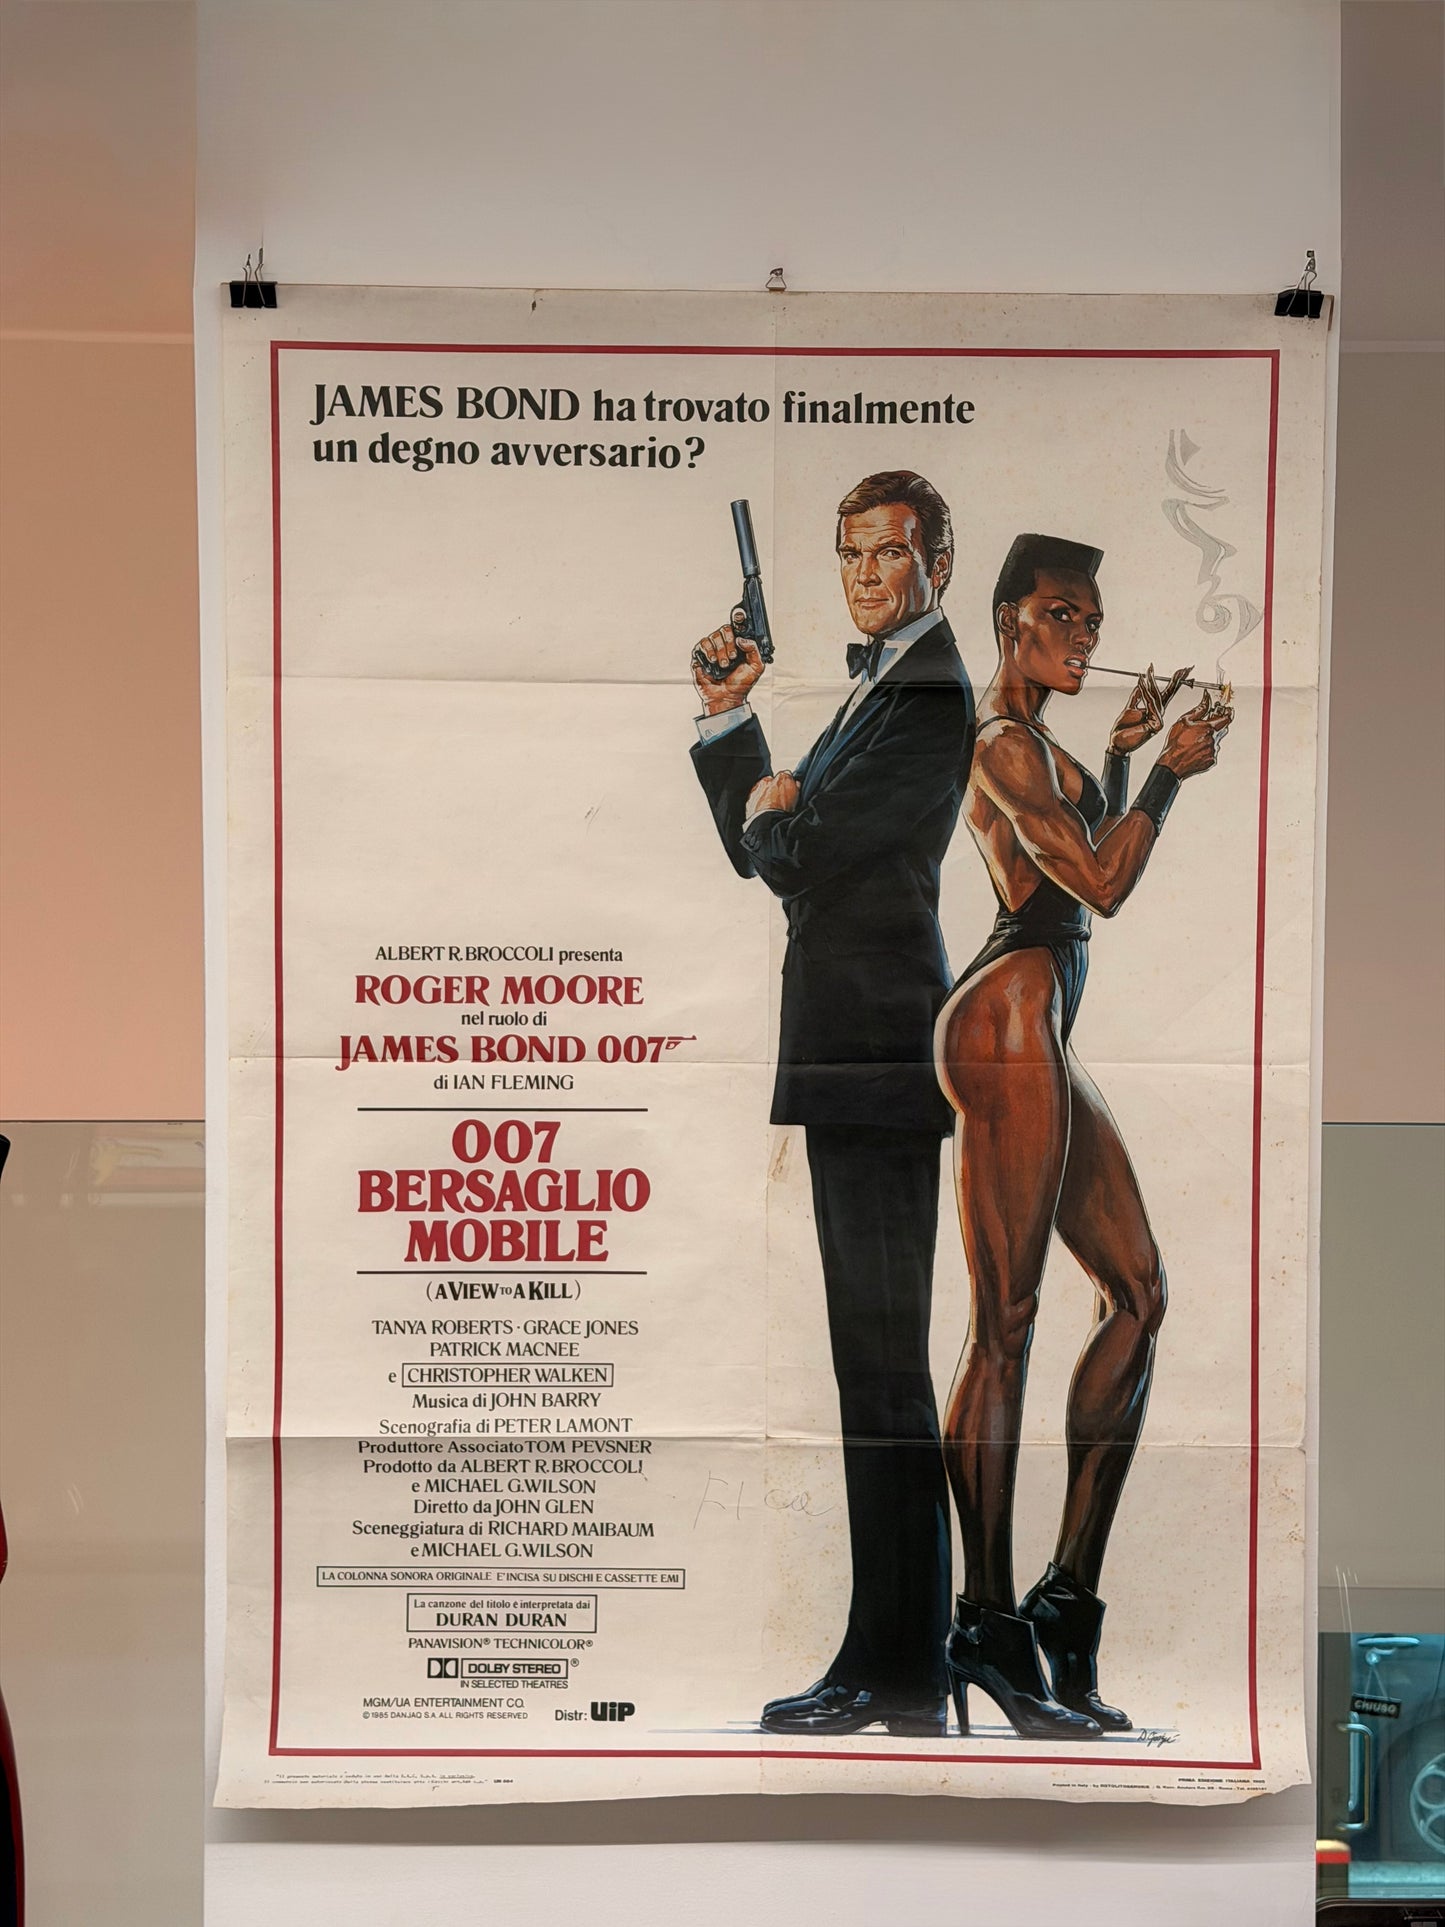 JAMES BOND ha trovato finalmente
un degno avversario?
ALBERT R. BROCCOLI presenta
ROGER MOORE
nel ruolo di
JAMES BOND 007
di IAN FLEMING
007
BERSAGLIO
MOBILE
(A VIEW TO A KILL)
TANYA ROBERTS · GRACE JONES
PATRICK MACNEE
e CHRISTOPHER WALKEN
Musica di JOHN BARRY
Scenografia di PETER LAMONT
Produttore Associato TOM PEVSNER
Prodotto da ALBERT R. BROCCOLI
e MICHAEL G. WILSON
Diretto da JOHN GLEN
Sceneggiatura di RICHARD MAIBAUM
e MICHAEL G. WILSON
LA COLONNA SONORA ORIGINALE E' INCISA SU DISCHI E CASSETTE EMI
La canzone del titolo è interpretata dai
DURAN DURAN
PANAVISION® TECHNICOLOR®
DOLBY STEREO®
IN SELECTED THEATRES
MGM/UA ENTERTAINMENT CO.
© 1985 DANJAQ S.A. ALL RIGHTS RESERVED
Distr: UiP
PRIMA EDIZIONE ITALIANA 1985
CHIUSO